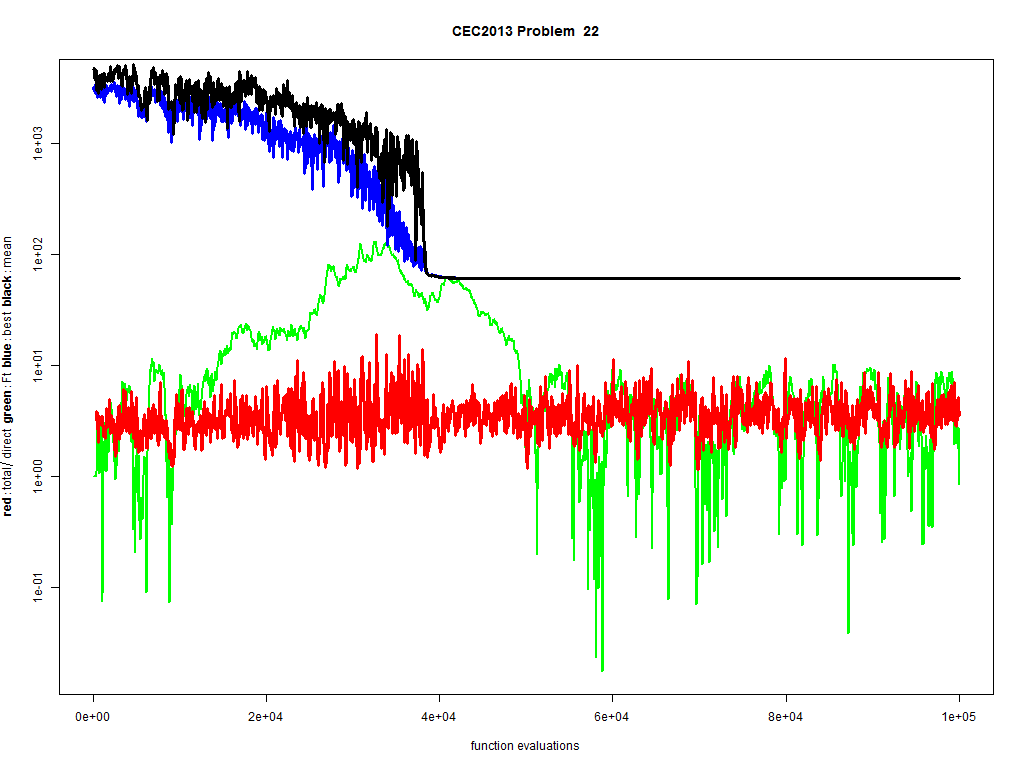 CEC2013 Problem  22
red : total/ direct  green : Ft  blue : best  black : mean
1e+03
1e+02
1e+01
1e+00
1e-01
0e+00
2e+04
4e+04
6e+04
8e+04
1e+05
function evaluations